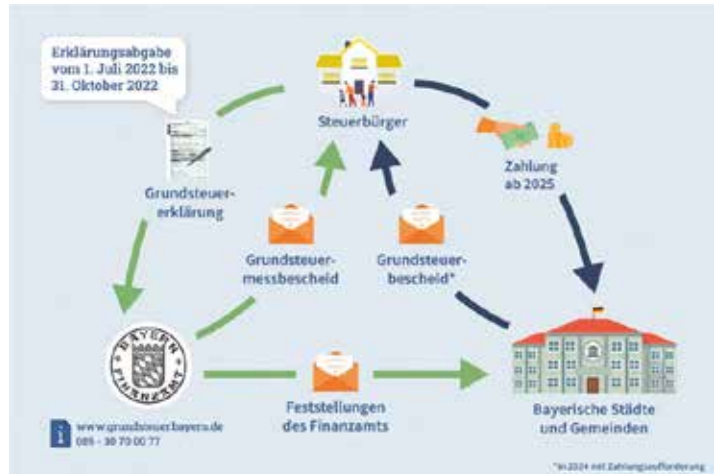 Erklärungsabgabe
vom 1. Juli 2022 bis
31. Oktober 2022
Steuerbürger
Zahlung
ab 2025
Grundsteuer-
erklärung
Grundsteuer-
messbescheid
Grundsteuer-
bescheid*
BAYERN
FINANZAMT
Feststellungen
des Finanzamts
Bayerische Städte
und Gemeinden
www.grundsteuer.bayern.de
089 - 30 70 00 77
*in 2024 mit Zahlungsaufforderung